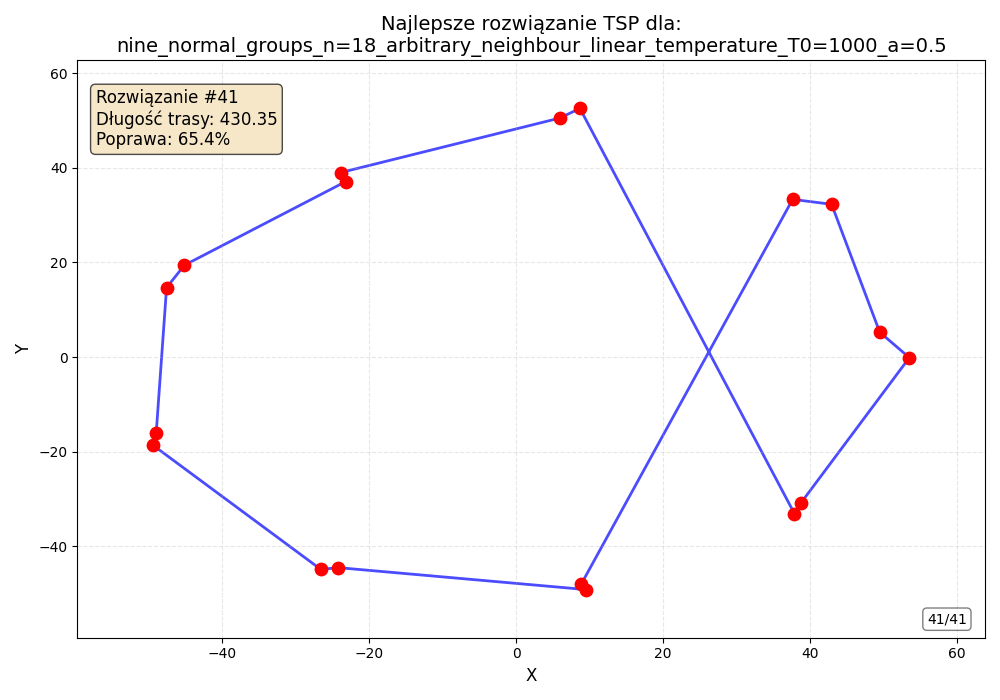 Najlepsze rozwiązanie TSP dla:
nine_normal_groups_n=18_arbitrary_neighbour_linear_temperature_T0=1000_a=0.5
Rozwiązanie #41
Długość trasy: 430.35
Poprawa: 65.4%
60
40
20
0
−20
−40
Y
41/41
−40 −20 0 20 40 60
X